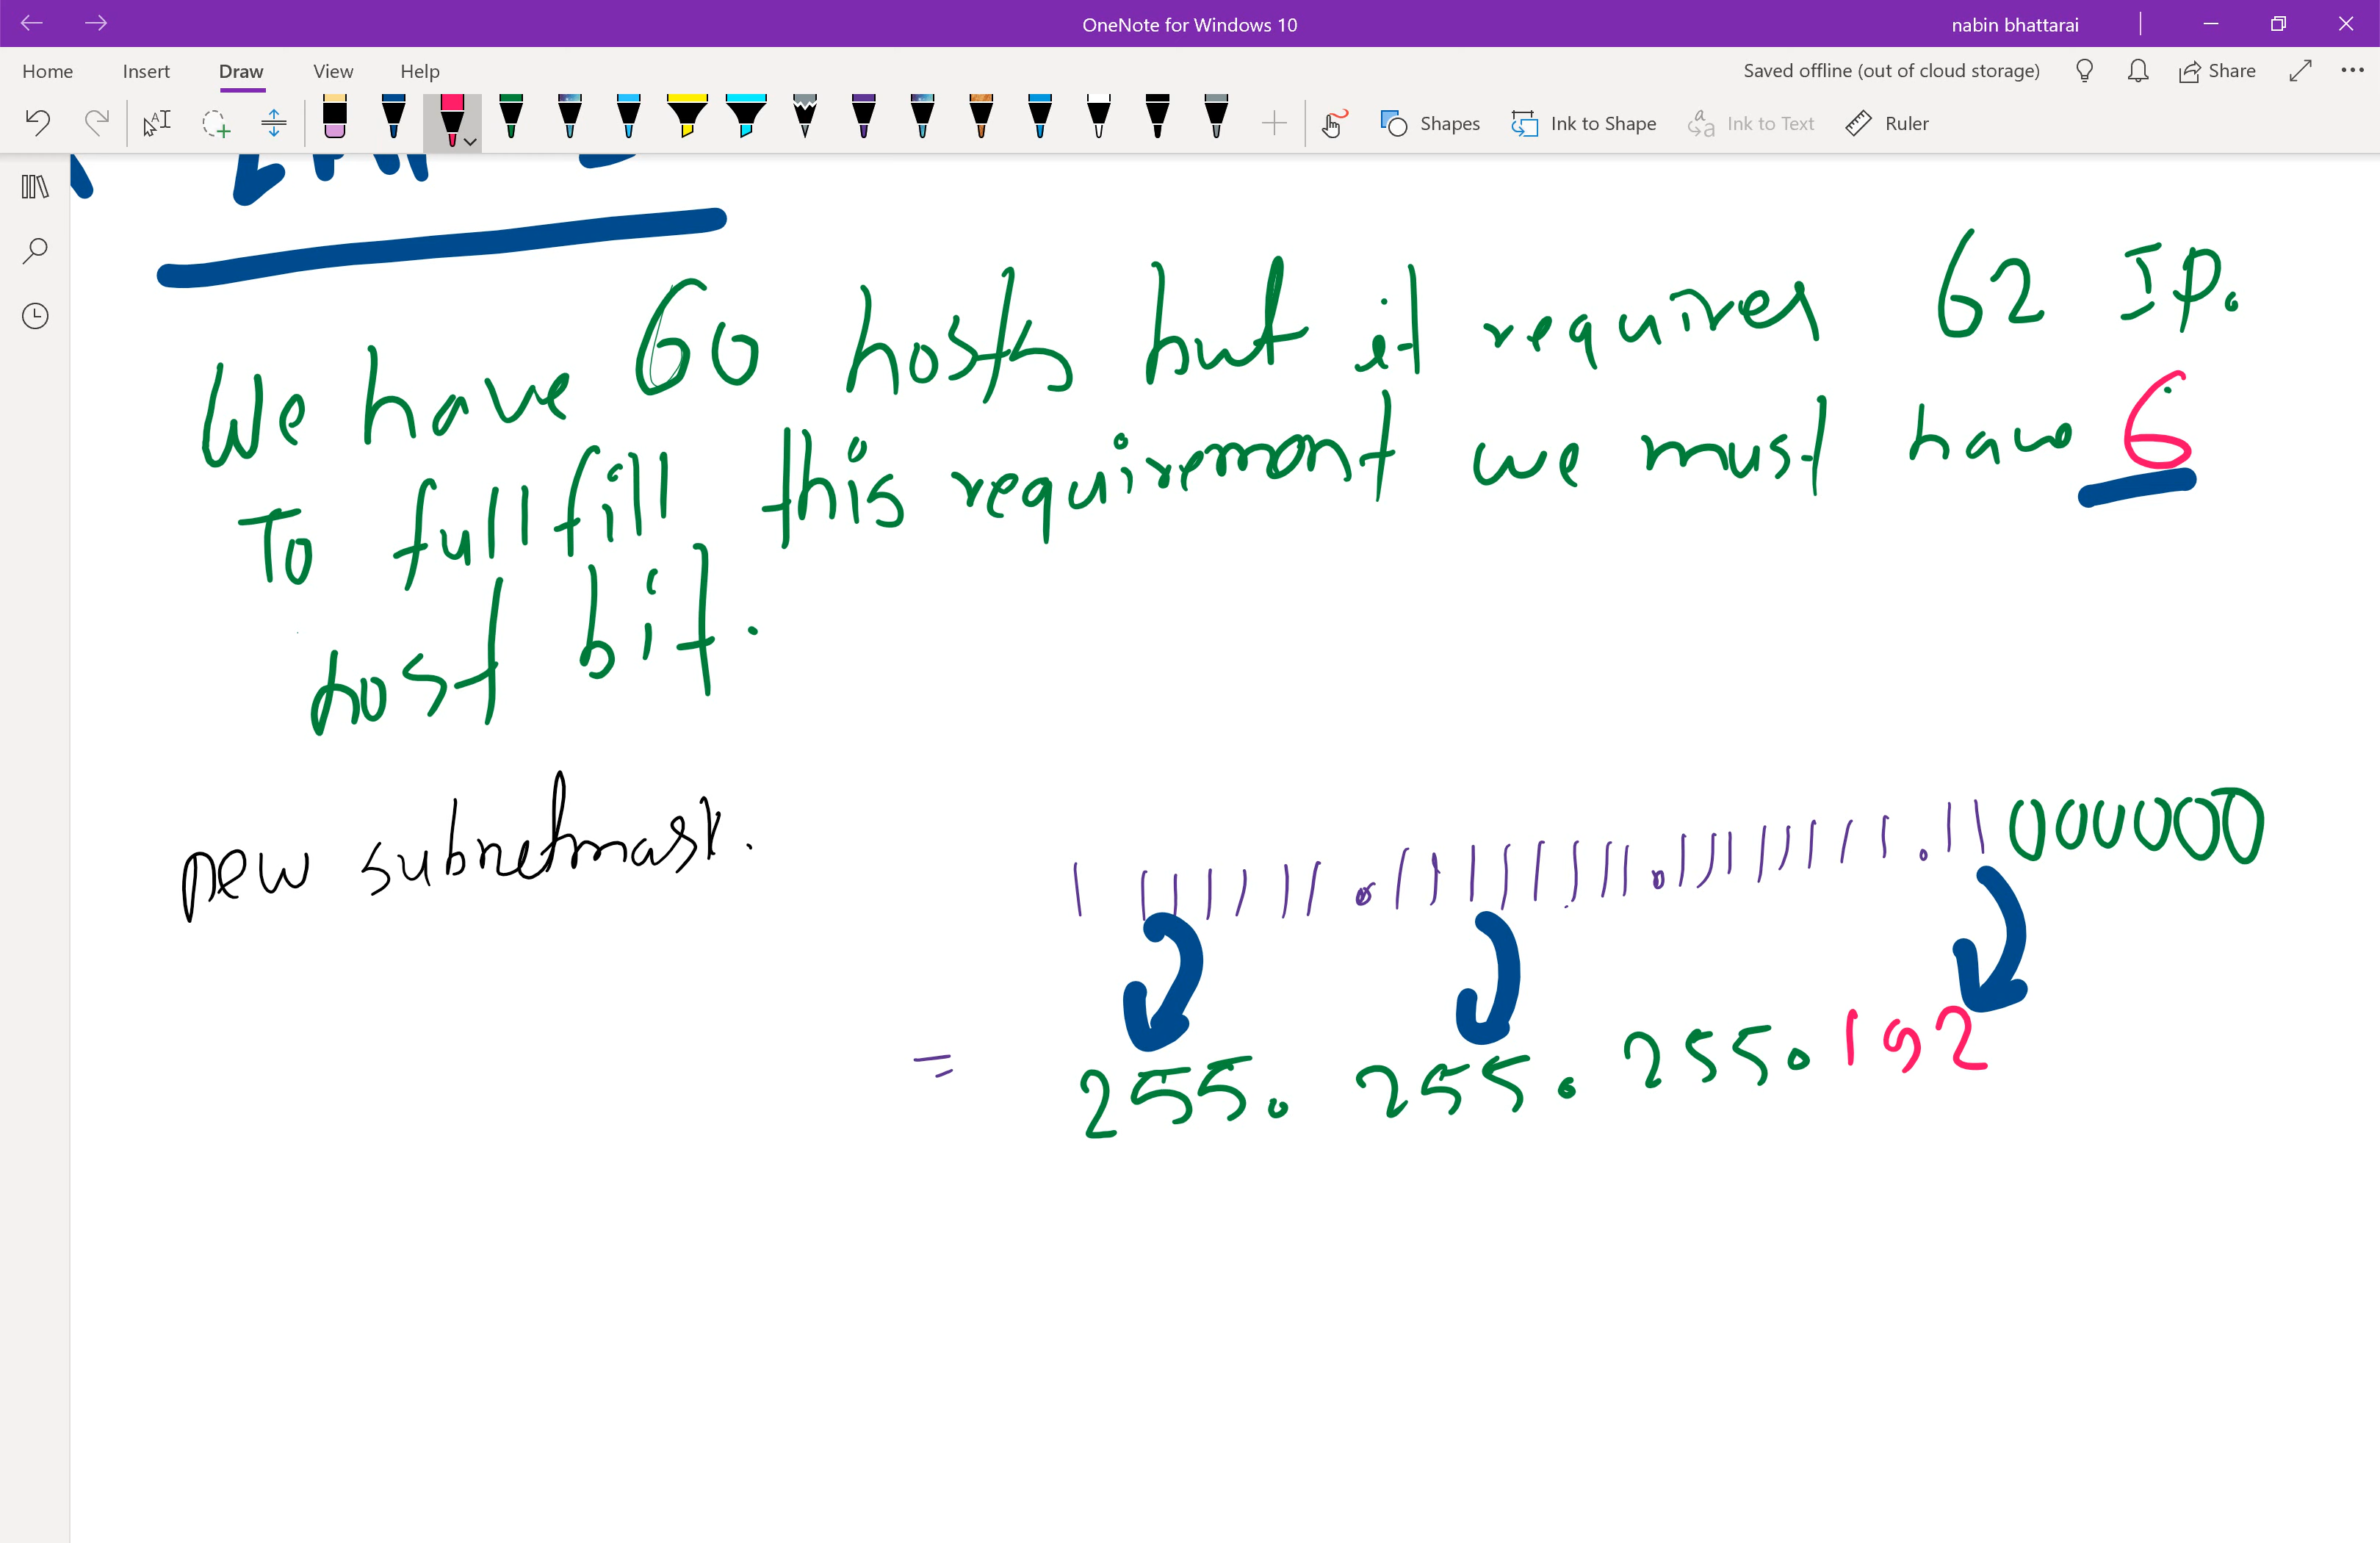 OneNote for Windows 10
nabin bhattarai
Home Insert Draw View Help
Saved offline (out of cloud storage)
Share
Shapes Ink to Shape Ink to Text Ruler
We have 60 hosts but it requires 62 IP.
To fullfill this requirement we must have 6
host bit.
new subnetmask.
11111111.11111111.11111111.11000000
= 255.255.255.192